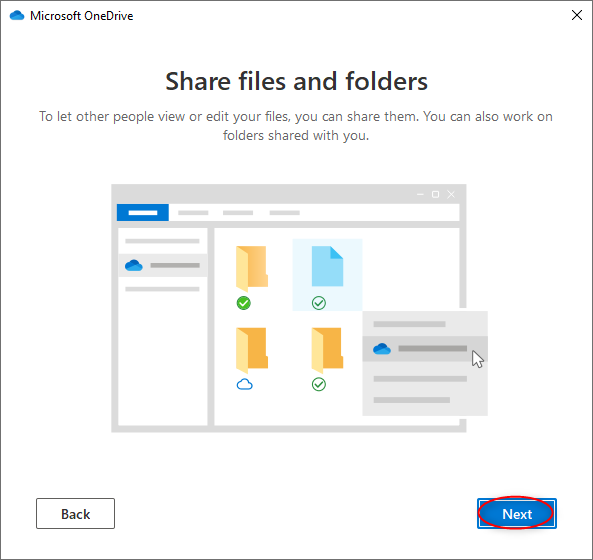 Microsoft OneDrive
Share files and folders
To let other people view or edit your files, you can share them. You can also work on
folders shared with you.
Back
Next